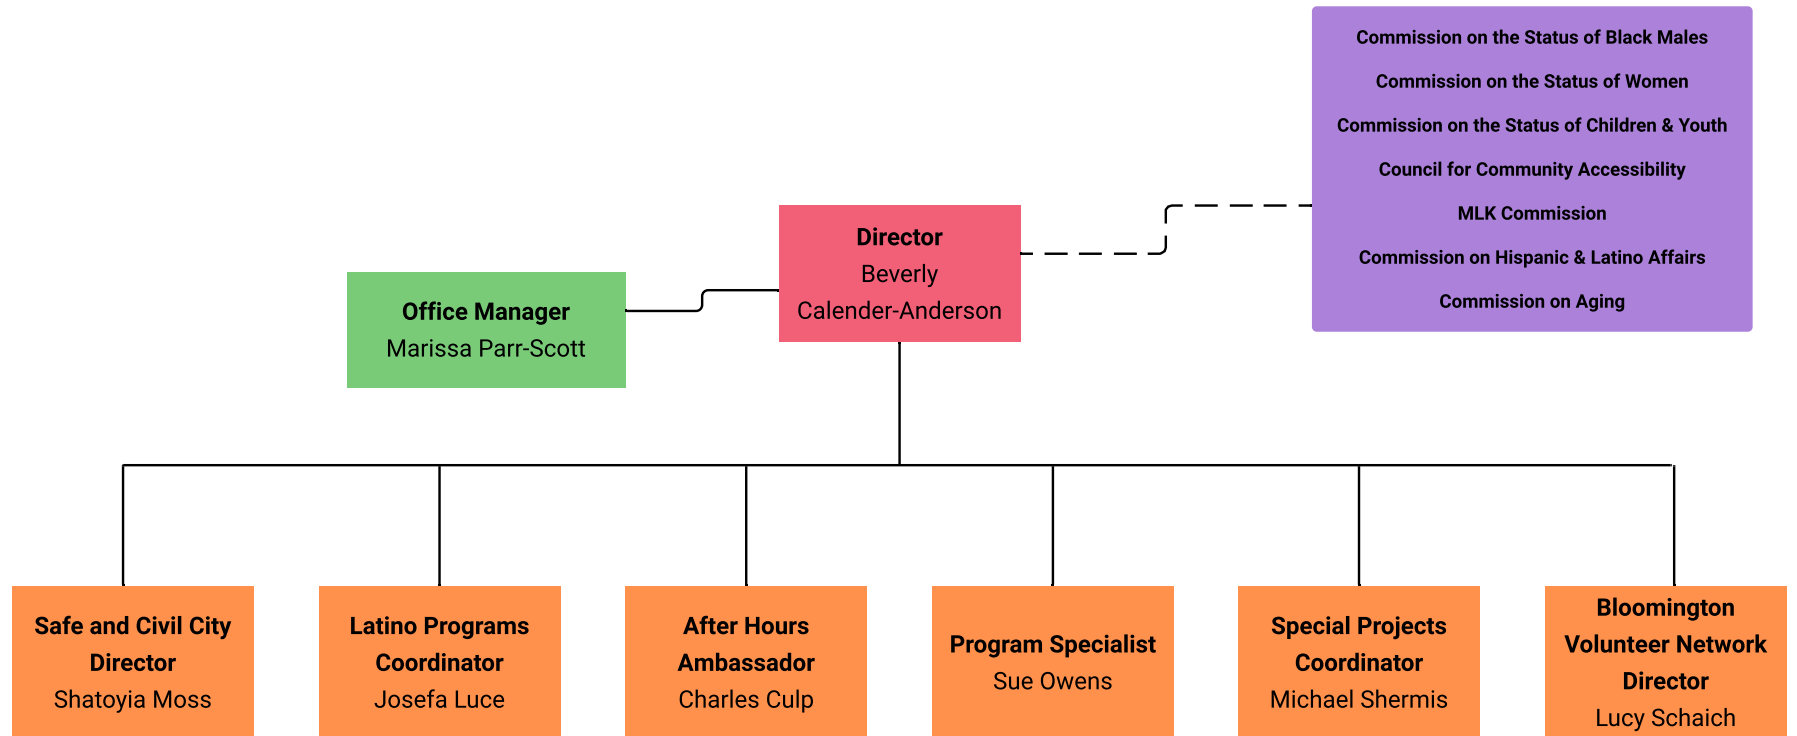 Commission on the Status of Black Males
Commission on the Status of Women
Commission on the Status of Children & Youth
Council for Community Accessibility
MLK Commission
Commission on Hispanic & Latino Affairs
Commission on Aging
Director
Beverly
Calender-Anderson
Office Manager
Marissa Parr-Scott
Safe and Civil City
Director
Shatoyia Moss
Latino Programs
Coordinator
Josefa Luce
After Hours
Ambassador
Charles Culp
Program Specialist
Sue Owens
Special Projects
Coordinator
Michael Shermis
Bloomington
Volunteer Network
Director
Lucy Schaich